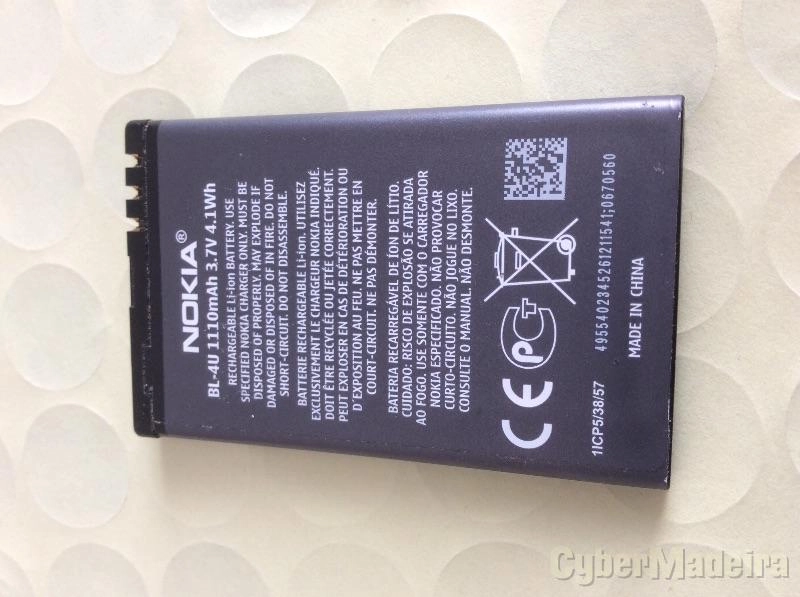 NOKIA®
BL-4U 1110mAh 3.7V 4.1Wh
RECHARGEABLE Li-ion BATTERY. USE
SPECIFIED NOKIA CHARGER ONLY. MUST BE
DISPOSED OF PROPERLY. MAY EXPLODE IF
DAMAGED OR DISPOSED OF IN FIRE. DO NOT
SHORT-CIRCUIT. DO NOT DISASSEMBLE.
BATTERIE RECHARGEABLE Li-ion. UTILISEZ
EXCLUSIVEMENT LE CHARGEUR NOKIA INDIQUÉ.
DOIT ÊTRE RECYCLÉE OU JETÉE CORRECTEMENT.
PEUT EXPLOSER EN CAS DE DÉTÉRIORATION OU
D'EXPOSITION AU FEU. NE PAS METTRE EN
COURT-CIRCUIT. NE PAS DÉMONTER.
BATERIA RECARREGÁVEL DE ÍON DE LÍTIO.
CUIDADO: RISCO DE EXPLOSÃO SE ATIRADA
AO FOGO. USE SOMENTE COM O CARREGADOR
NOKIA ESPECIFICADO. NÃO PROVOCAR
CURTO-CIRCUITO. NÃO JOGUE NO LIXO.
CONSULTE O MANUAL. NÃO DESMONTE.
CE PCT
1ICP5/38/57
4955402345261211541;0670560
MADE IN CHINA
CyberMadeira